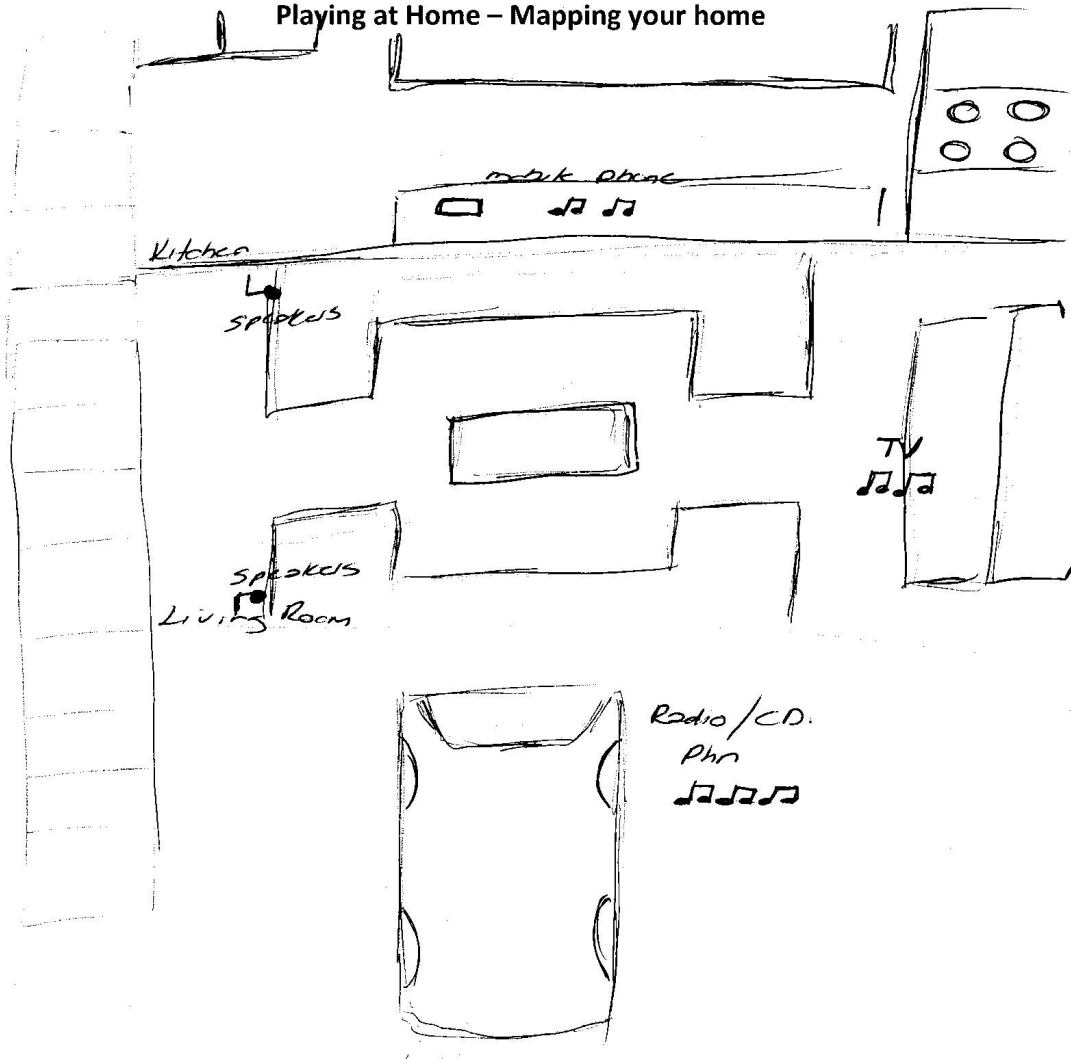 Playing at Home – Mapping your home
mobile phone
Kitchen
Speakers
TV
Speakers
Living Room
Radio/CD.
Phn